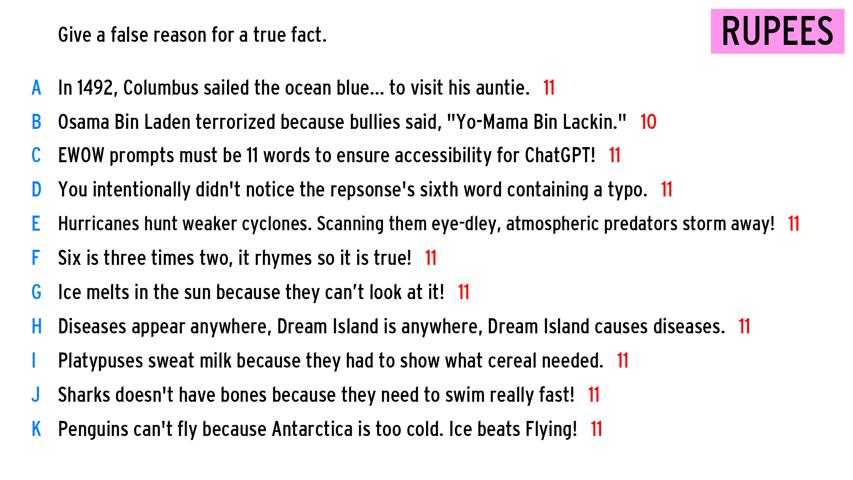 Give a false reason for a true fact.
RUPEES
A In 1492, Columbus sailed the ocean blue... to visit his auntie. 11
B Osama Bin Laden terrorized because bullies said, "Yo-Mama Bin Lackin." 10
C EWOW prompts must be 11 words to ensure accessibility for ChatGPT! 11
D You intentionally didn't notice the repsonse's sixth word containing a typo. 11
E Hurricanes hunt weaker cyclones. Scanning them eye-dley, atmospheric predators storm away! 11
F Six is three times two, it rhymes so it is true! 11
G Ice melts in the sun because they can’t look at it! 11
H Diseases appear anywhere, Dream Island is anywhere, Dream Island causes diseases. 11
I Platypuses sweat milk because they had to show what cereal needed. 11
J Sharks doesn't have bones because they need to swim really fast! 11
K Penguins can't fly because Antarctica is too cold. Ice beats Flying! 11